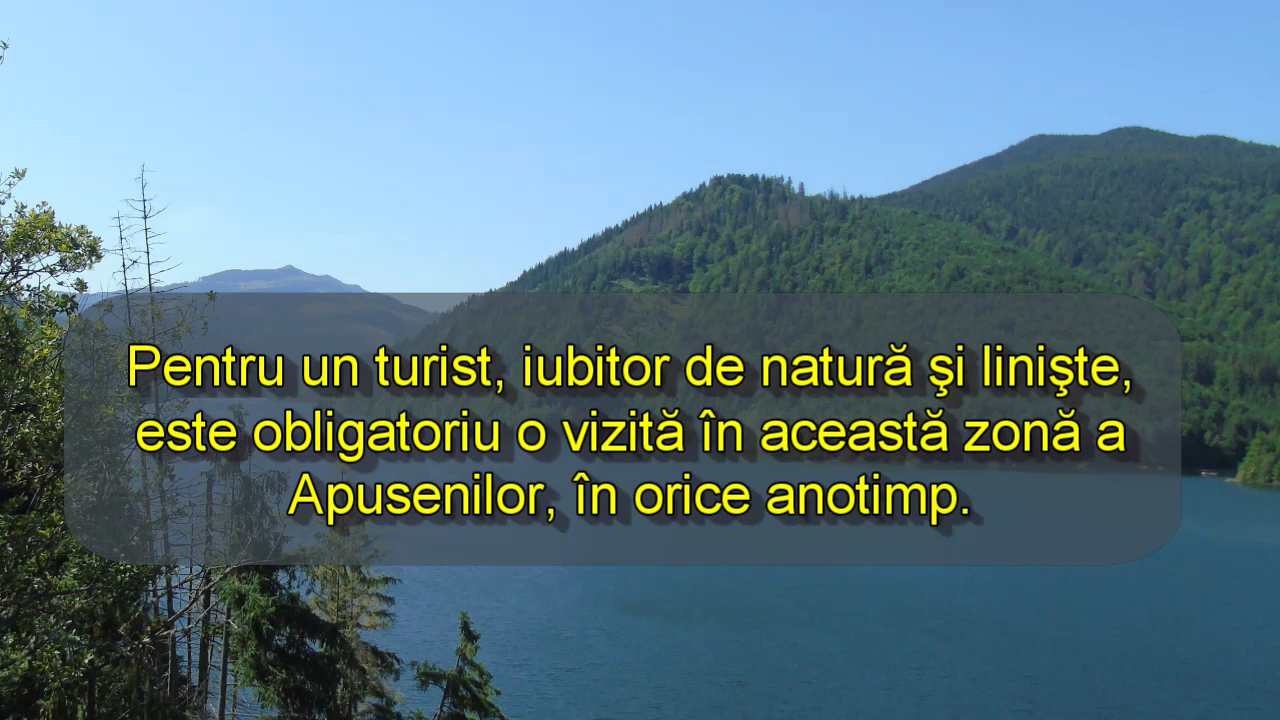 Pentru un turist, iubitor de natură şi linişte,
este obligatoriu o vizită în această zonă a
Apusenilor, în orice anotimp.